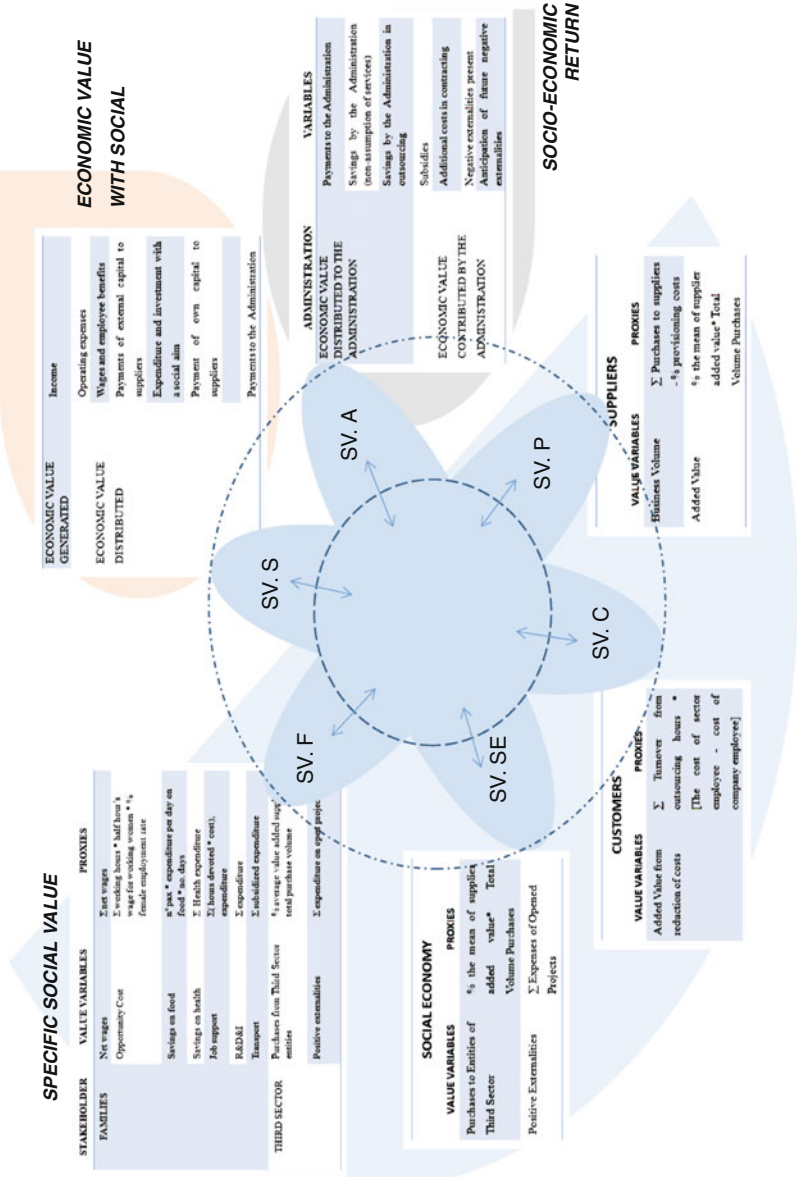 SPECIFIC SOCIAL VALUE
STAKEHOLDER VALUE VARIABLES PROXIES
FAMILIES
Net wages
Σ net wages
Opportunity Cost
Σ working hours * half hour's
wage for working women * %
female employment rate
Savings on food
nº pax * expenditure per day on
food * no. days
Savings on health
Σ Health expenditure
Job support
Σ( hours devoted * cost),
expenditure
R&D&I
Σ expenditure
Transport
Σ subsidized expenditure
THIRD SECTOR
Purchases from Third Sector
entities
% average value added
total purchase volume
Positive externalities
Σ expenditure on
ECONOMIC VALUE
WITH SOCIAL
ECONOMIC VALUE
GENERATED
Income
ECONOMIC VALUE
DISTRIBUTED
Operating expenses
Wages and employee benefits
Payments of external capital to
suppliers
Expenditure and investment with
a social aim
Payment of own capital to
suppliers
Payments to the Administration
ADMINISTRATION VARIABLES
ECONOMIC VALUE
DISTRIBUTED TO THE
ADMINISTRATION
Payments to the Administration
Savings by the Administration
(non-assumption of services)
Savings by the Administration in
outsourcing
ECONOMIC VALUE
CONTRIBUTED BY THE
ADMINISTRATION
Subsidies
Additional costs in contracting
Negative externalities present
Anticipation of future negative
externalities
SOCIO-ECONOMIC
RETURN
SV. F
SV. S
SV. A
SV. SE
SV. C
SV. P
SOCIAL ECONOMY
VALUE VARIABLES PROXIES
Purchases to Entities of
Third Sector
% the mean of supplier
added value* Total
Volume Purchases
Positive Externalities
Σ Expenses of Opened
Projects
CUSTOMERS
VALUE VARIABLES PROXIES
Added Value from
reduction of costs
Σ Turnover from
outsourcing hours *
[The cost of sector
employee - cost of
company employee]
SUPPLIERS
VALUE VARIABLES PROXIES
Business Volume
Σ Purchases to suppliers
- % provisioning costs
Added Value
% the mean of supplier
added value* Total
Volume Purchases